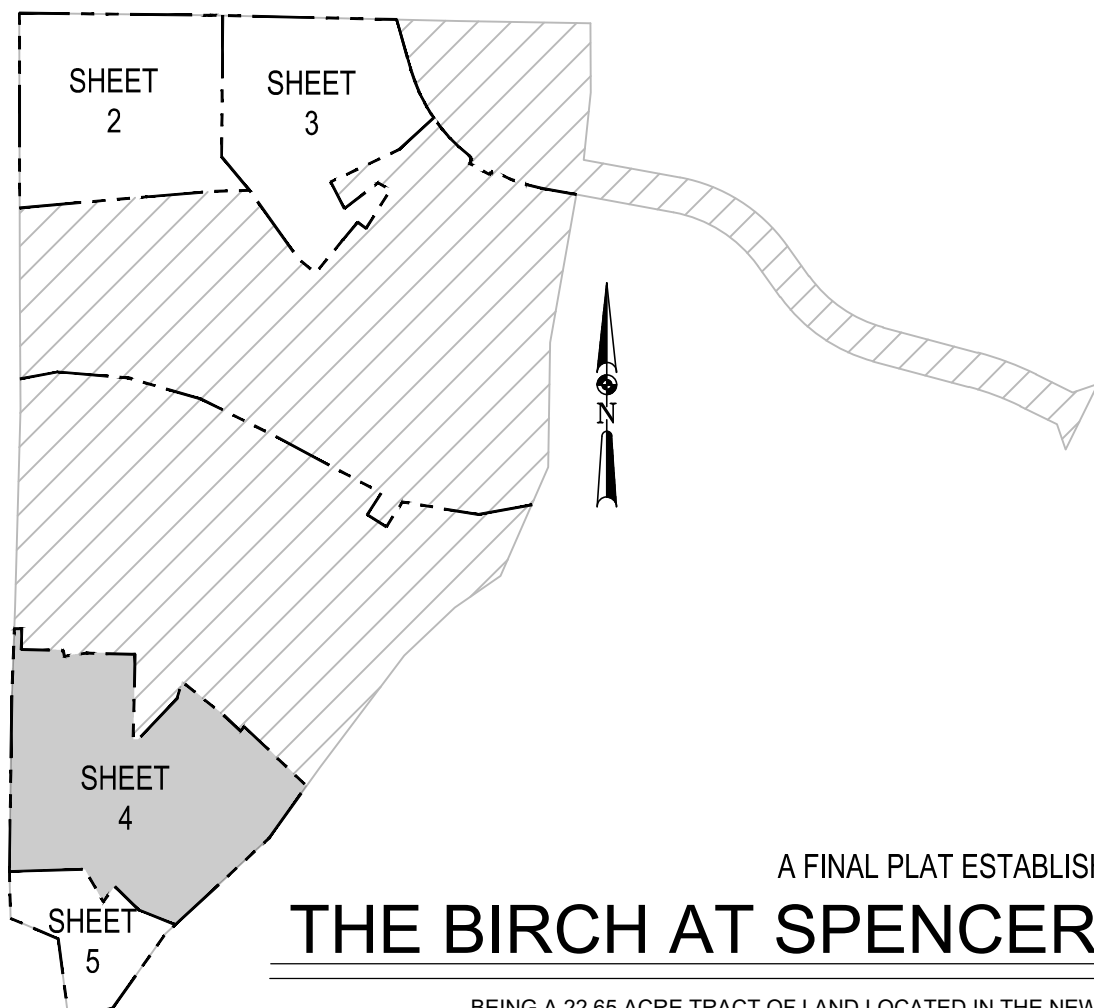 SHEET
2
SHEET
3
N
SHEET
4
SHEET
5
A FINAL PLAT ESTABLISH
THE BIRCH AT SPENCER
BEING A 22.65 ACRE TRACT OF LAND LOCATED IN THE NEW